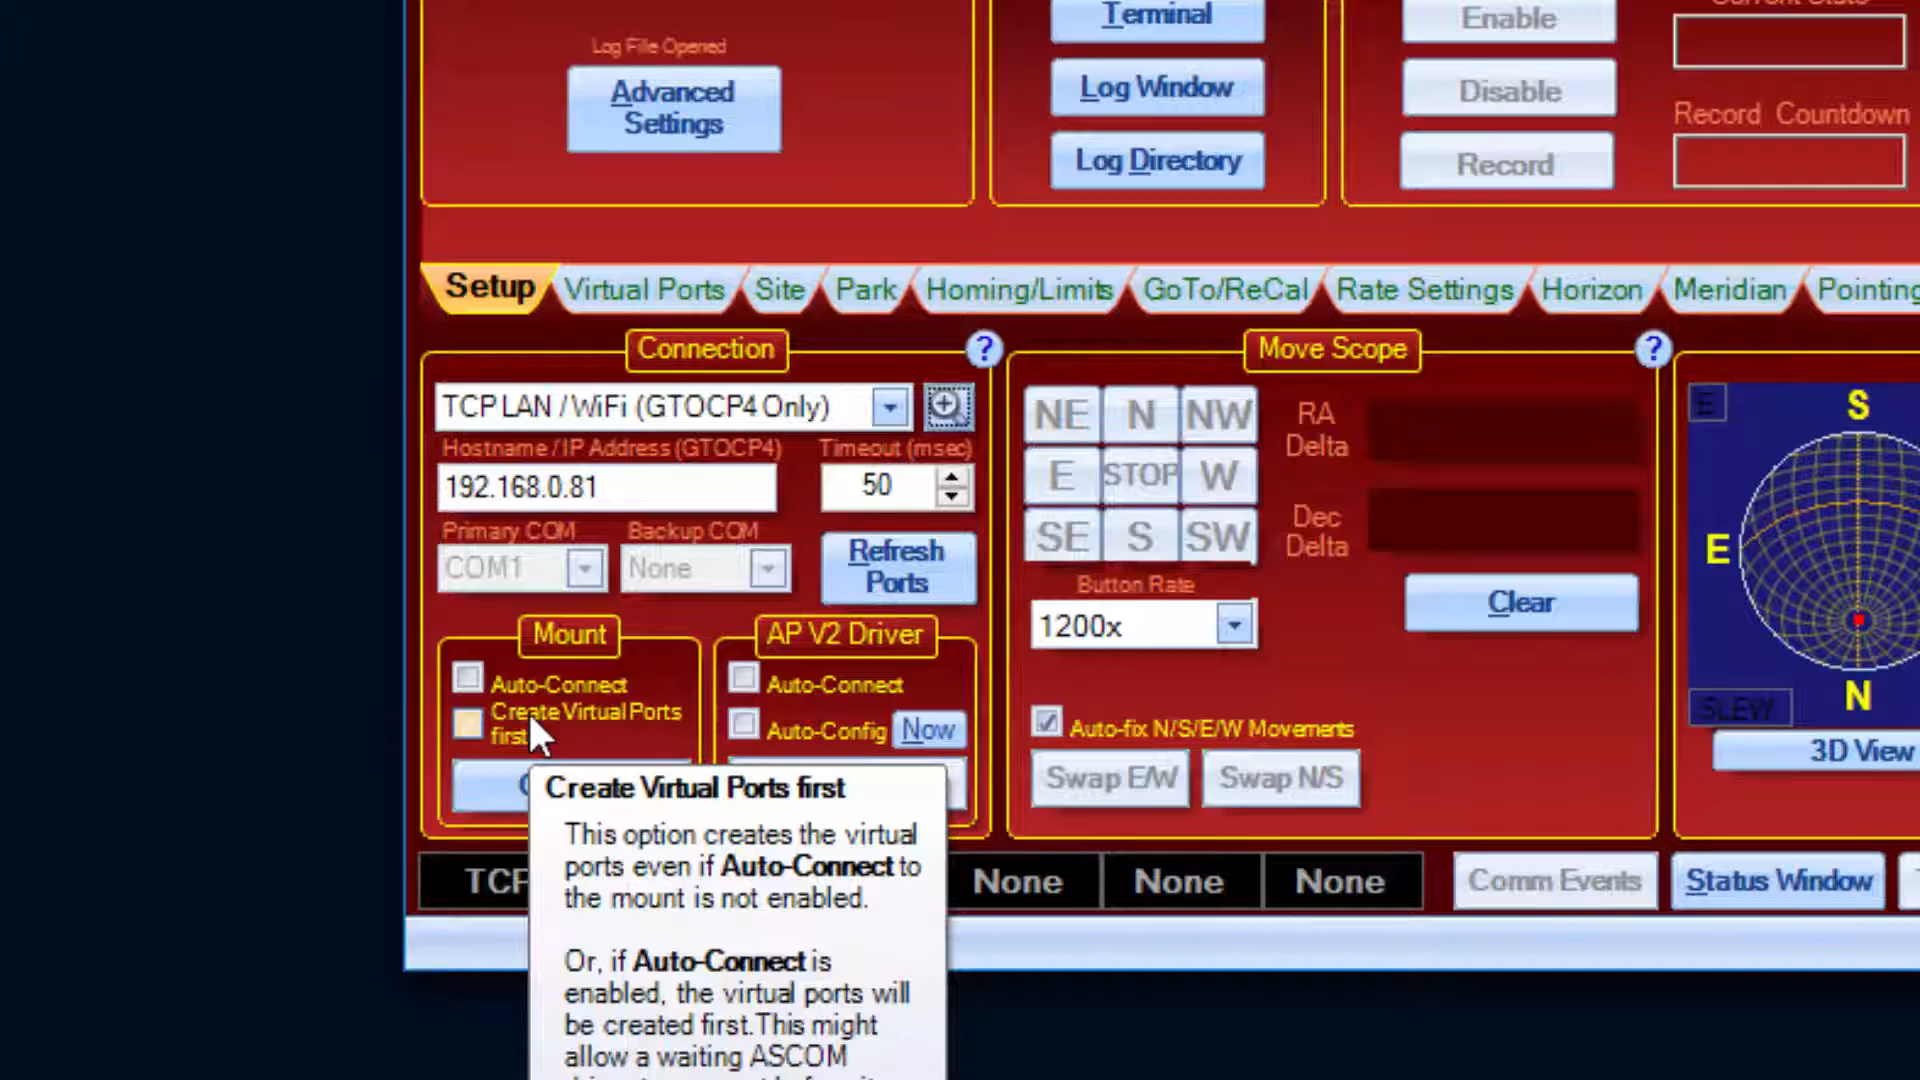 Terminal
Enable
Log File Opened
Advanced
Settings
Log Window
Disable
Record Countdown
Log Directory
Record
Setup
Virtual Ports
Site
Park
Homing/Limits
GoTo/ReCal
Rate Settings
Horizon
Meridian
Pointing
Connection
?
Move Scope
?
TCP LAN / WiFi (GTOCP4 Only)
Hostname / IP Address (GTOCP4)
Timeout (msec)
192.168.0.81
50
Primary COM
Backup COM
COM1
None
Refresh
Ports
NE N NW
E STOP W
SE S SW
RA
Delta
Dec
Delta
Button Rate
1200x
Clear
E
S
E
N
SLEW
3D View
Mount
AP V2 Driver
Auto-Connect
Create Virtual Ports
first
Auto-Connect
Auto-Config
Now
Auto-fix N/S/E/W Movements
Swap E/W
Swap N/S
Create Virtual Ports first
This option creates the virtual
ports even if Auto-Connect to
the mount is not enabled.
Or, if Auto-Connect is
enabled, the virtual ports will
be created first.This might
allow a waiting ASCOM
TCP
None
None
None
Comm Events
Status Window